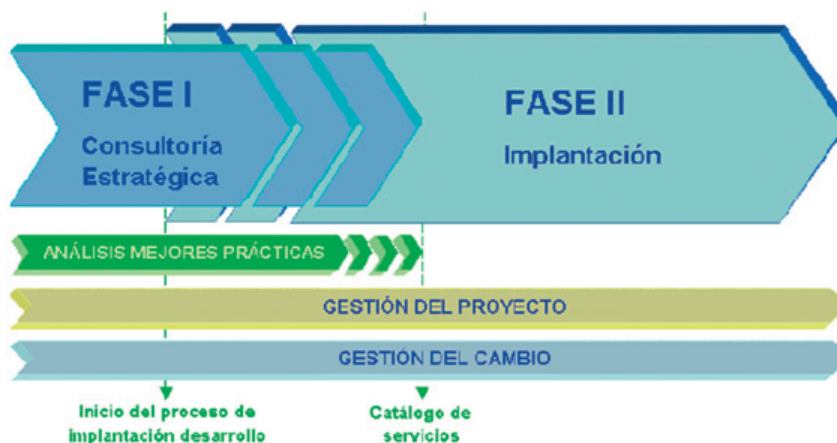 FASE I
Consultoría
Estratégica
FASE II
Implantación
ANÁLISIS MEJORES PRÁCTICAS
GESTIÓN DEL PROYECTO
GESTIÓN DEL CAMBIO
Inicio del proceso de
implantación desarrollo
Catálogo de
servicios